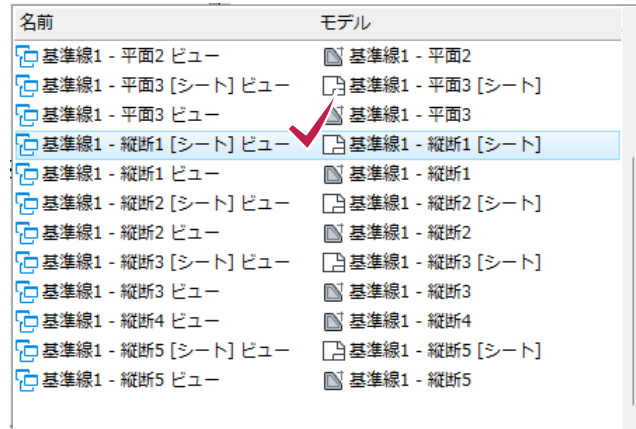 名前 モデル
基準線1 - 平面2 ビュー 基準線1 - 平面2
基準線1 - 平面3 [シート] ビュー 基準線1 - 平面3 [シート]
基準線1 - 平面3 ビュー 基準線1 - 平面3
基準線1 - 縦断1 [シート] ビュー 基準線1 - 縦断1 [シート]
基準線1 - 縦断1 ビュー 基準線1 - 縦断1
基準線1 - 縦断2 [シート] ビュー 基準線1 - 縦断2 [シート]
基準線1 - 縦断2 ビュー 基準線1 - 縦断2
基準線1 - 縦断3 [シート] ビュー 基準線1 - 縦断3 [シート]
基準線1 - 縦断3 ビュー 基準線1 - 縦断3
基準線1 - 縦断4 ビュー 基準線1 - 縦断4
基準線1 - 縦断5 [シート] ビュー 基準線1 - 縦断5 [シート]
基準線1 - 縦断5 ビュー 基準線1 - 縦断5